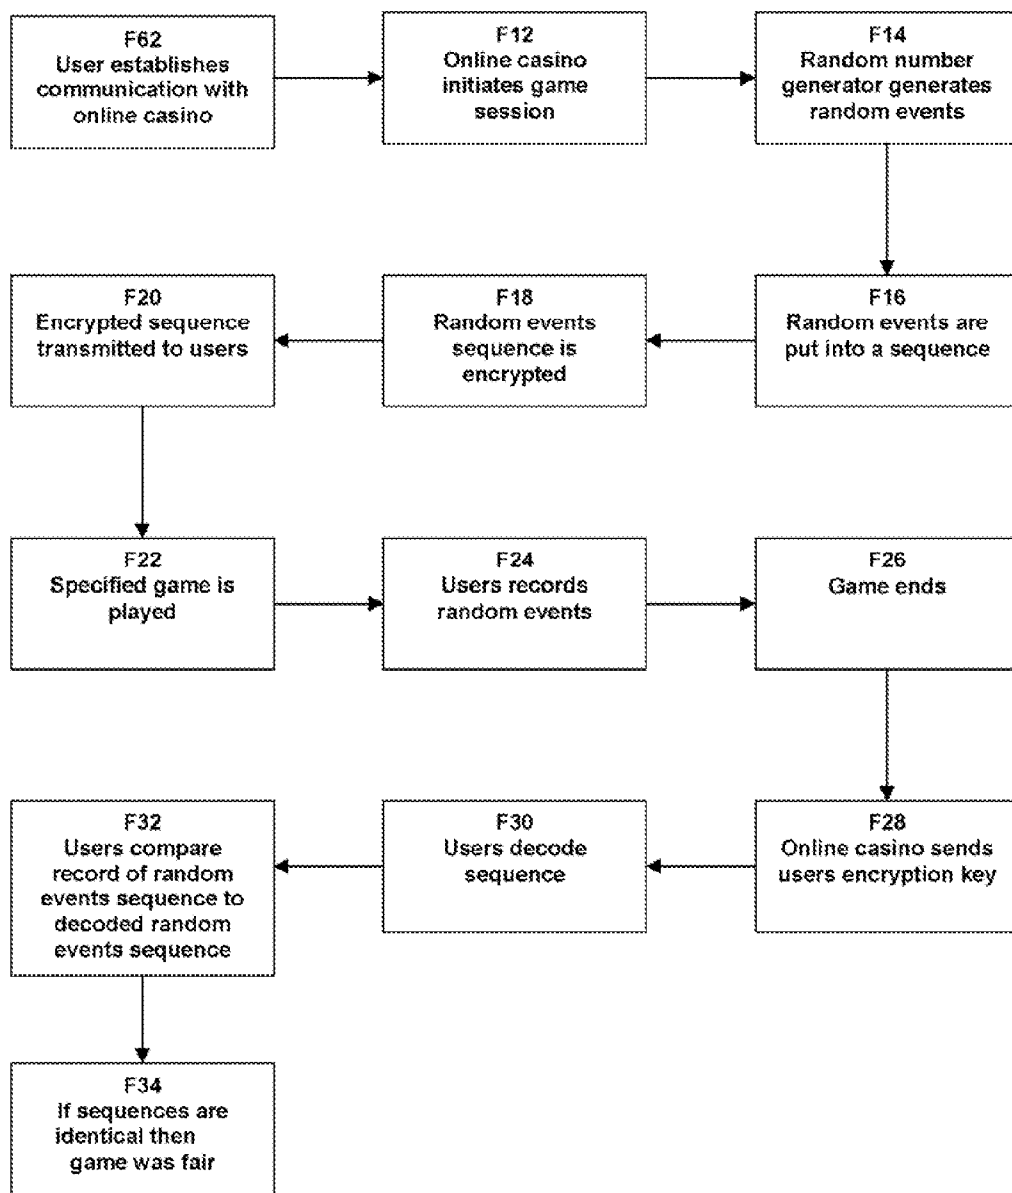 F62
User establishes
communication with
online casino
F12
Online casino
initiates game
session
F14
Random number
generator generates
random events
F20
Encrypted sequence
transmitted to users
F18
Random events
sequence is
encrypted
F16
Random events are
put into a sequence
F22
Specified game is
played
F24
Users records
random events
F26
Game ends
F32
Users compare
record of random
events sequence to
decoded random
events sequence
F30
Users decode
sequence
F28
Online casino sends
users encryption key
F34
If sequences are
identical then
game was fair